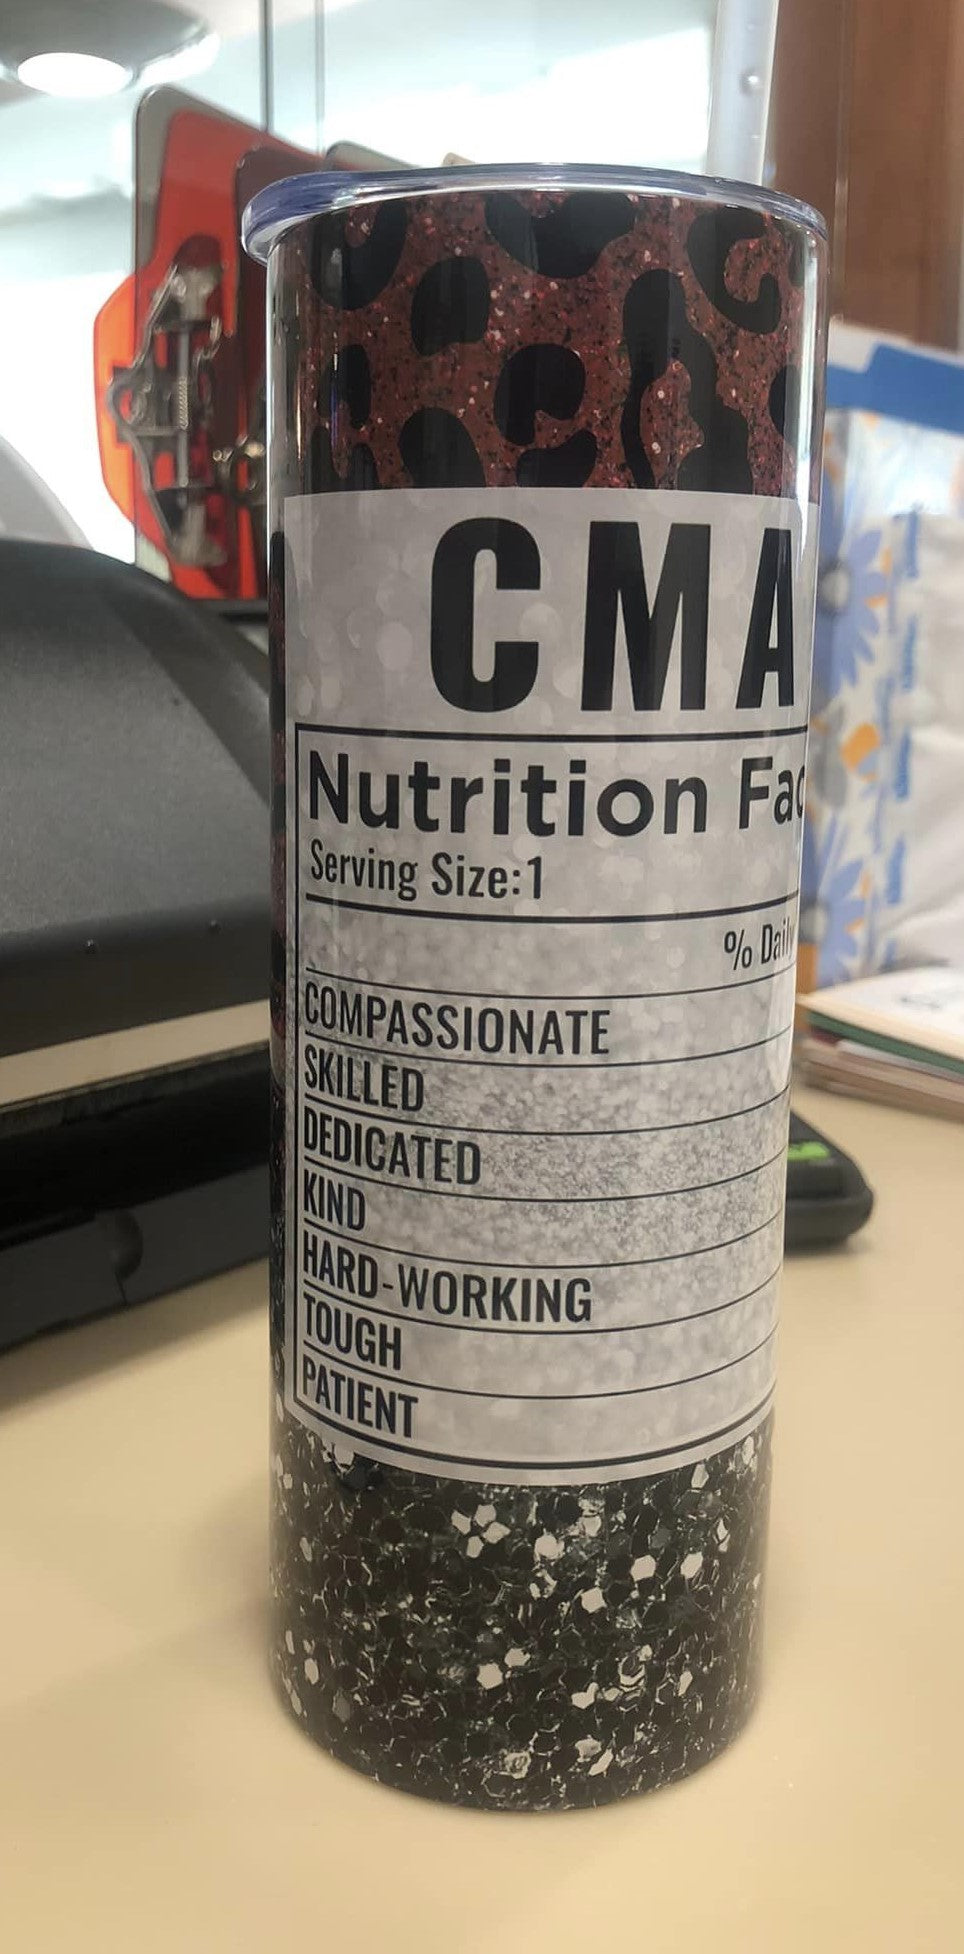 CMA
Nutrition Fac
Serving Size:1
% Daily
COMPASSIONATE
SKILLED
DEDICATED
KIND
HARD-WORKING
TOUGH
PATIENT